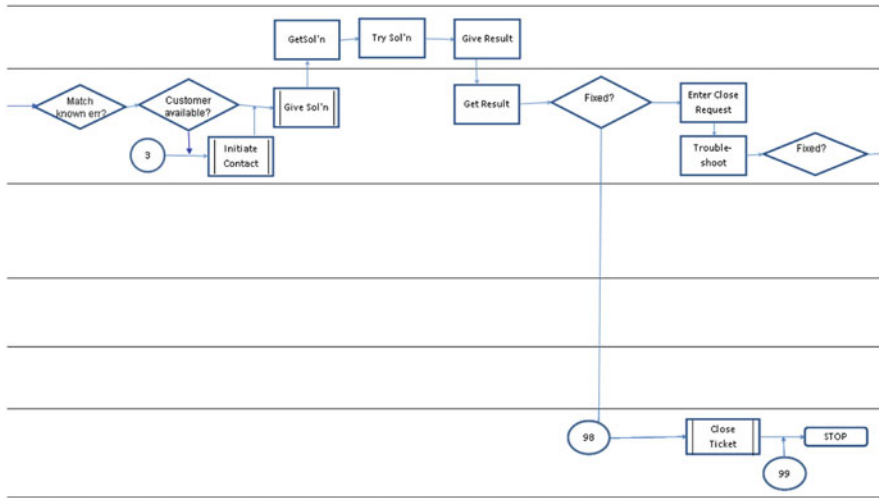 GetSol'n
Try Sol'n
Give Result
Match
known err?
Customer
available?
Give Sol'n
Get Result
Fixed?
Enter Close
Request
3
Initiate
Contact
Trouble-
shoot
Fixed?
98
Close
Ticket
STOP
99